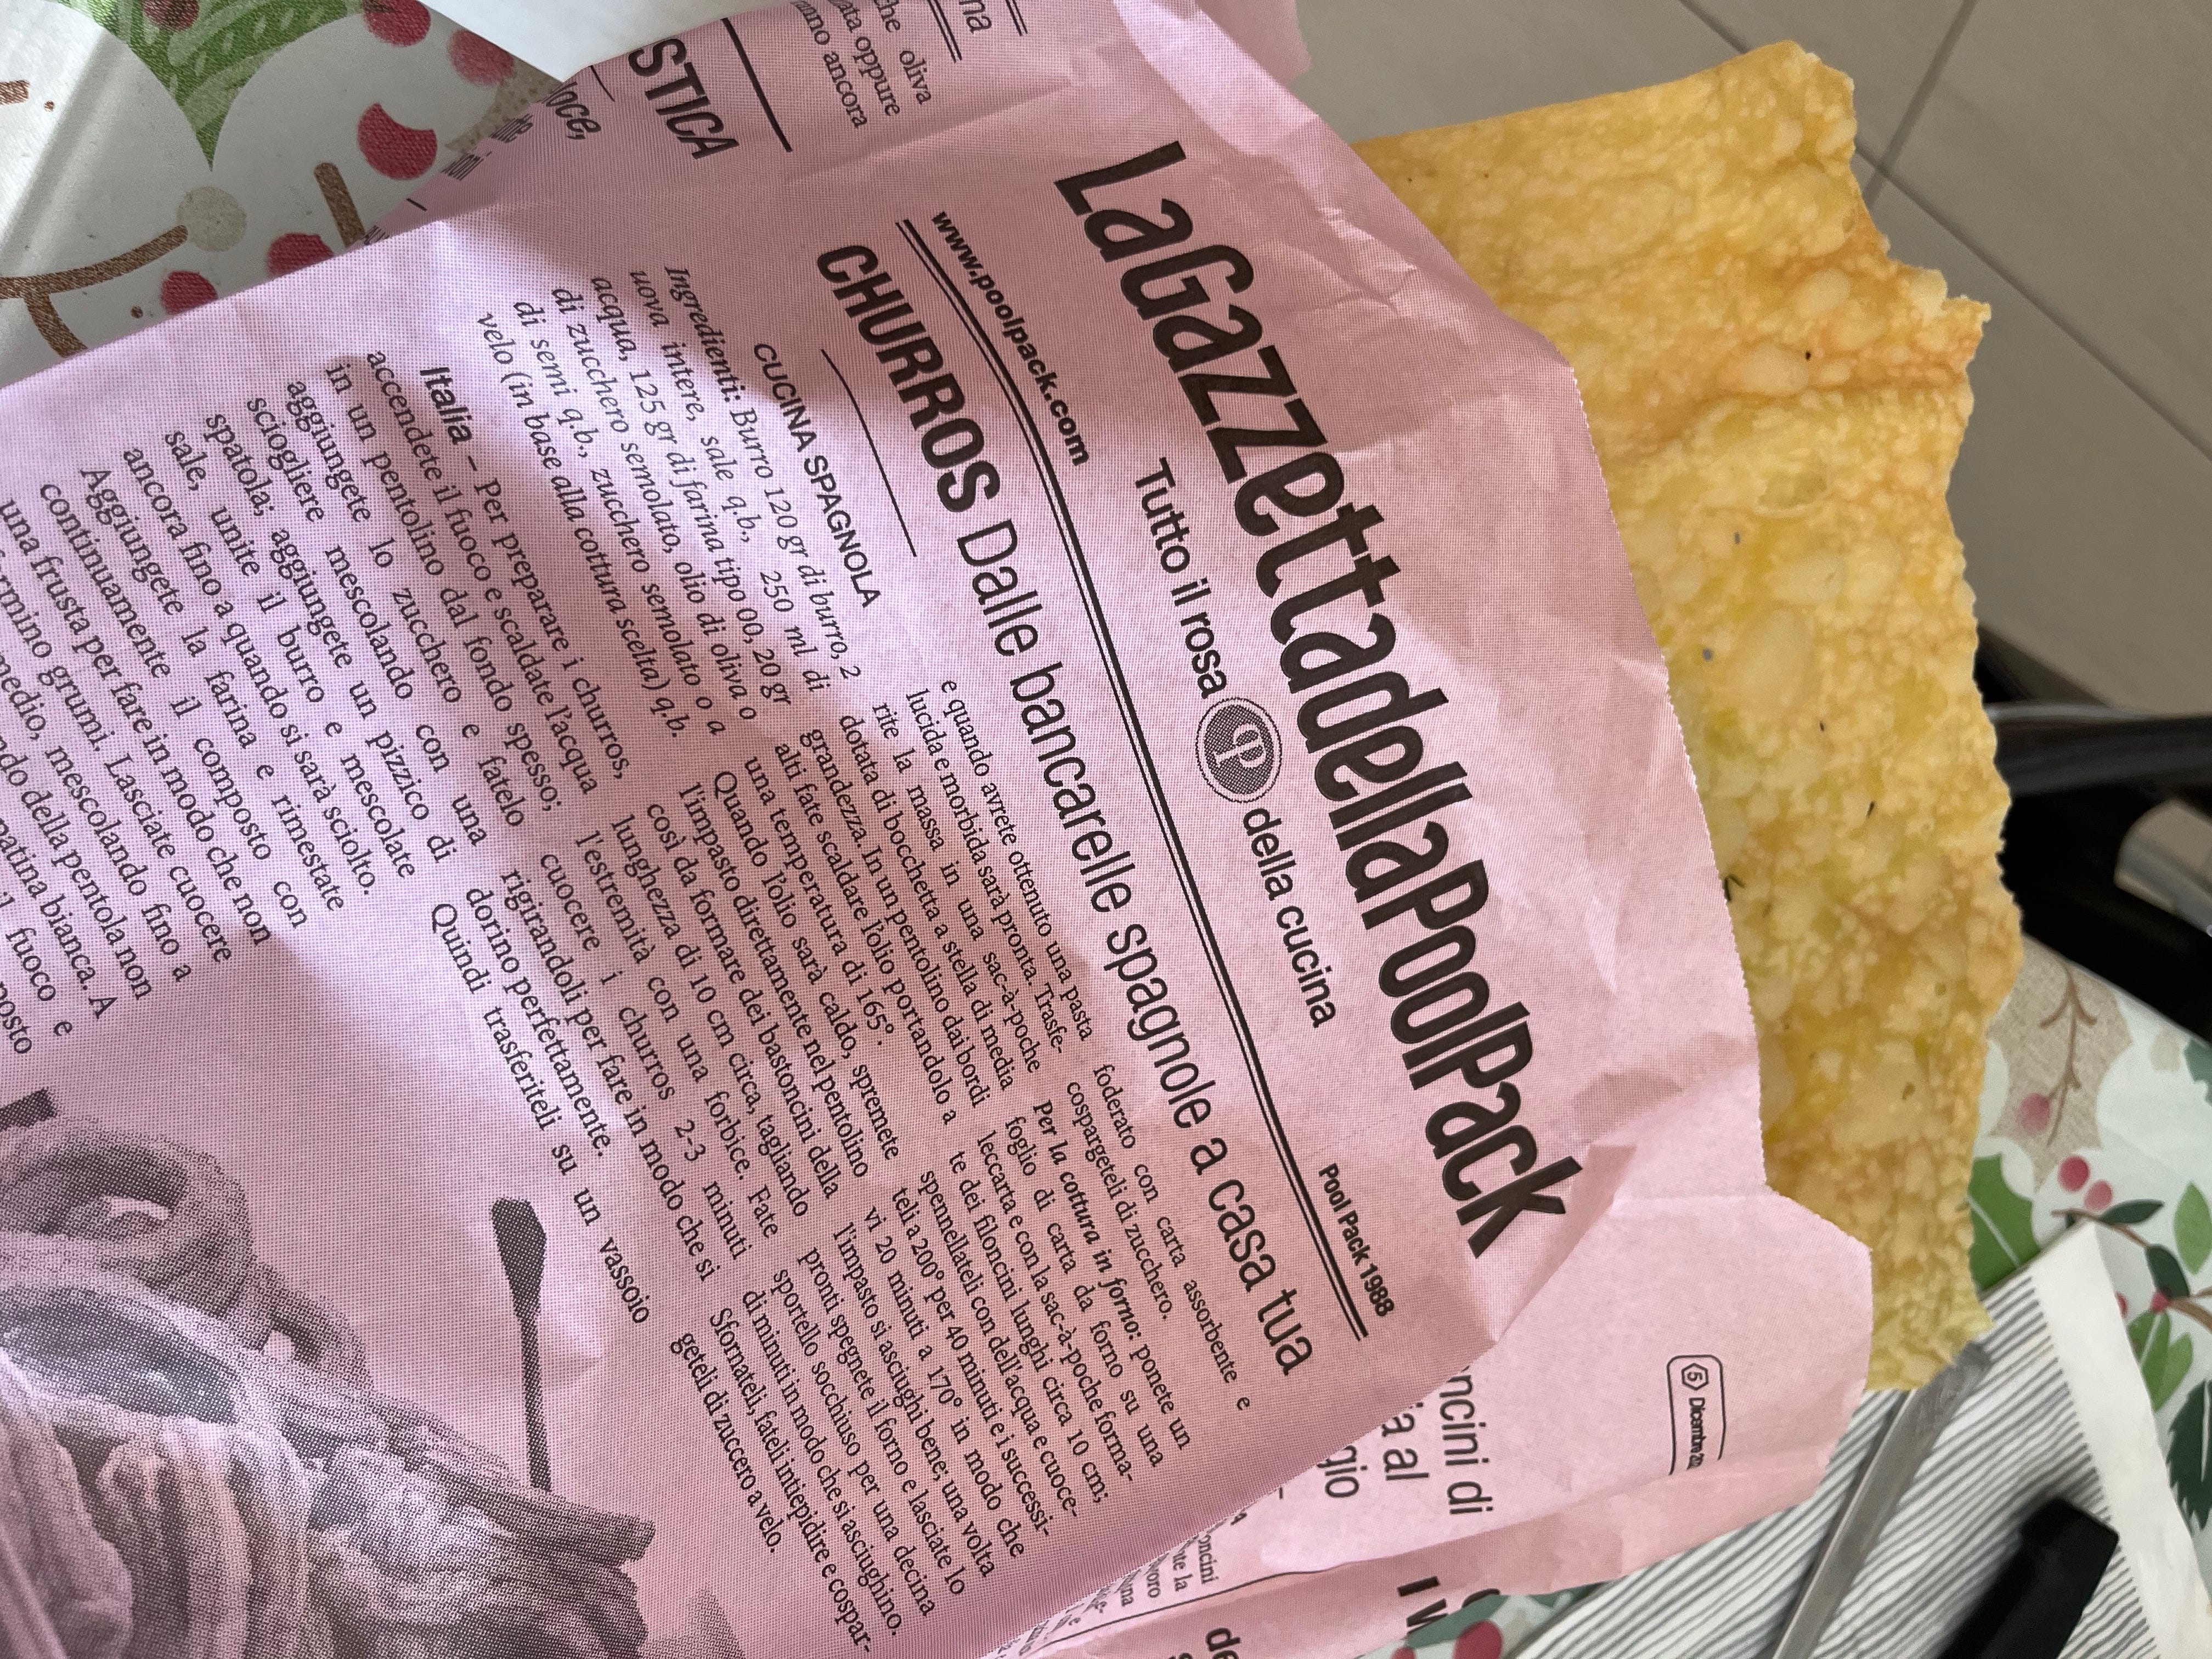 LaGazzettadellaPoolPack
Tutto il rosa
della cucina
www.poolpack.com
Pool Pack 1988
CHURROS Dalle bancarelle spagnole a casa tua
CUCINA SPAGNOLA
Ingredienti: Burro 120 gr di burro, 2
uova intere, sale q.b., 250 ml di
acqua, 125 gr di farina tipo 00, 20 gr
di zucchero semolato, olio di oliva o
di semi q.b., zucchero semolato o a
velo (in base alla cottura scelta) q.b.
Italia – Per preparare i churros,
accendete il fuoco e scaldate l'acqua
in un pentolino dal fondo spesso;
aggiungete lo zucchero e fatelo
sciogliere mescolando con una
spatola; aggiungete un pizzico di
sale, unite il burro e mescolate
ancora fino a quando si sarà sciolto.
Aggiungete la farina e rimestate
continuamente il composto con
una frusta per fare in modo che non
grumi. Lasciate cuocere
medio, mescolando fino a
della pentola non
patina bianca. A
il fuoco e
e quando avrete ottenuto una pasta
lucida e morbida sarà pronta. Trasfe-
rite la massa in una sac-à-poche
dotata di bocchetta a stella di media
grandezza. In un pentolino dai bordi
alti fate scaldare l'olio portandolo a
una temperatura di 165°.
Quando l'olio sarà caldo, spremete
l'impasto direttamente nel pentolino
così da formare dei bastoncini della
lunghezza di 10 cm circa, tagliando
l'estremità con una forbice. Fate
cuocere i churros 2-3 minuti
rigirandoli per fare in modo che si
dorino perfettamente.
Quindi trasferiteli su un vassoio
foderato con carta assorbente e
cospargeteli di zucchero.
Per la cottura in forno: ponete un
foglio di carta da forno su una
leccarta e con la sac-à-poche forma-
te dei filoncini lunghi circa 10 cm;
spennellateli con dell'acqua e cuoce-
teli a 200° per 40 minuti e i successi-
vi 20 minuti a 170° in modo che
l'impasto si asciughi bene; una volta
pronti spegnete il forno e lasciate lo
sportello socchiuso per una decina
di minuti in modo che si asciughino.
Sfornateli, fateli intiepidire e cospar-
geteli di zuccero a velo.
STICA
che oliva
oppure
ancora
ncini di
a al
5 Dicembre